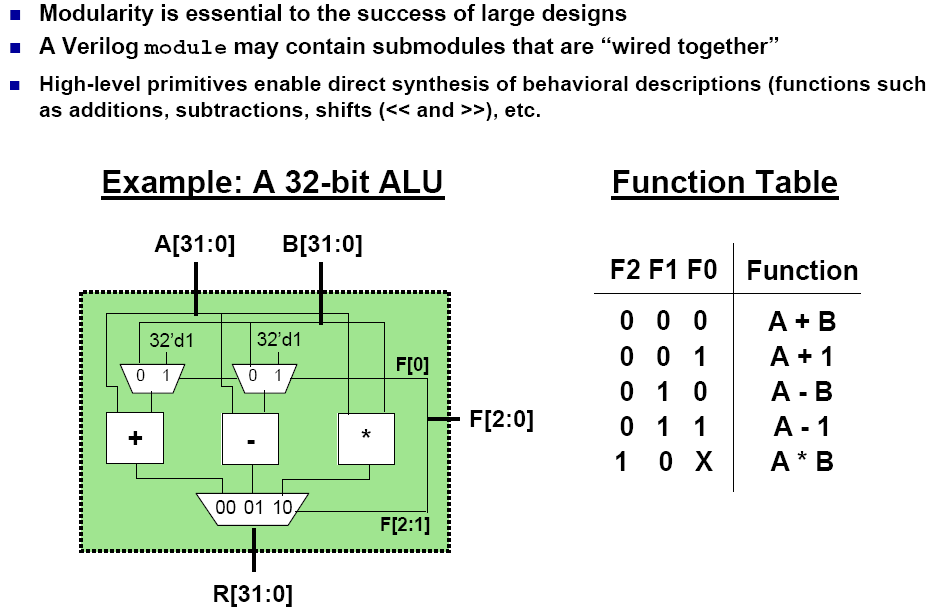 Modularity is essential to the success of large designs
A Verilog module may contain submodules that are “wired together”
High-level primitives enable direct synthesis of behavioral descriptions (functions such
as additions, subtractions, shifts (<< and >>), etc.
Example: A 32-bit ALU
A[31:0] B[31:0]
32'd1 32'd1
F[0]
0 1 0 1
F[2:0]
+ - *
00 01 10
F[2:1]
R[31:0]
Function Table
F2 F1 F0 Function
0 0 0 A + B
0 0 1 A + 1
0 1 0 A - B
0 1 1 A - 1
1 0 X A * B